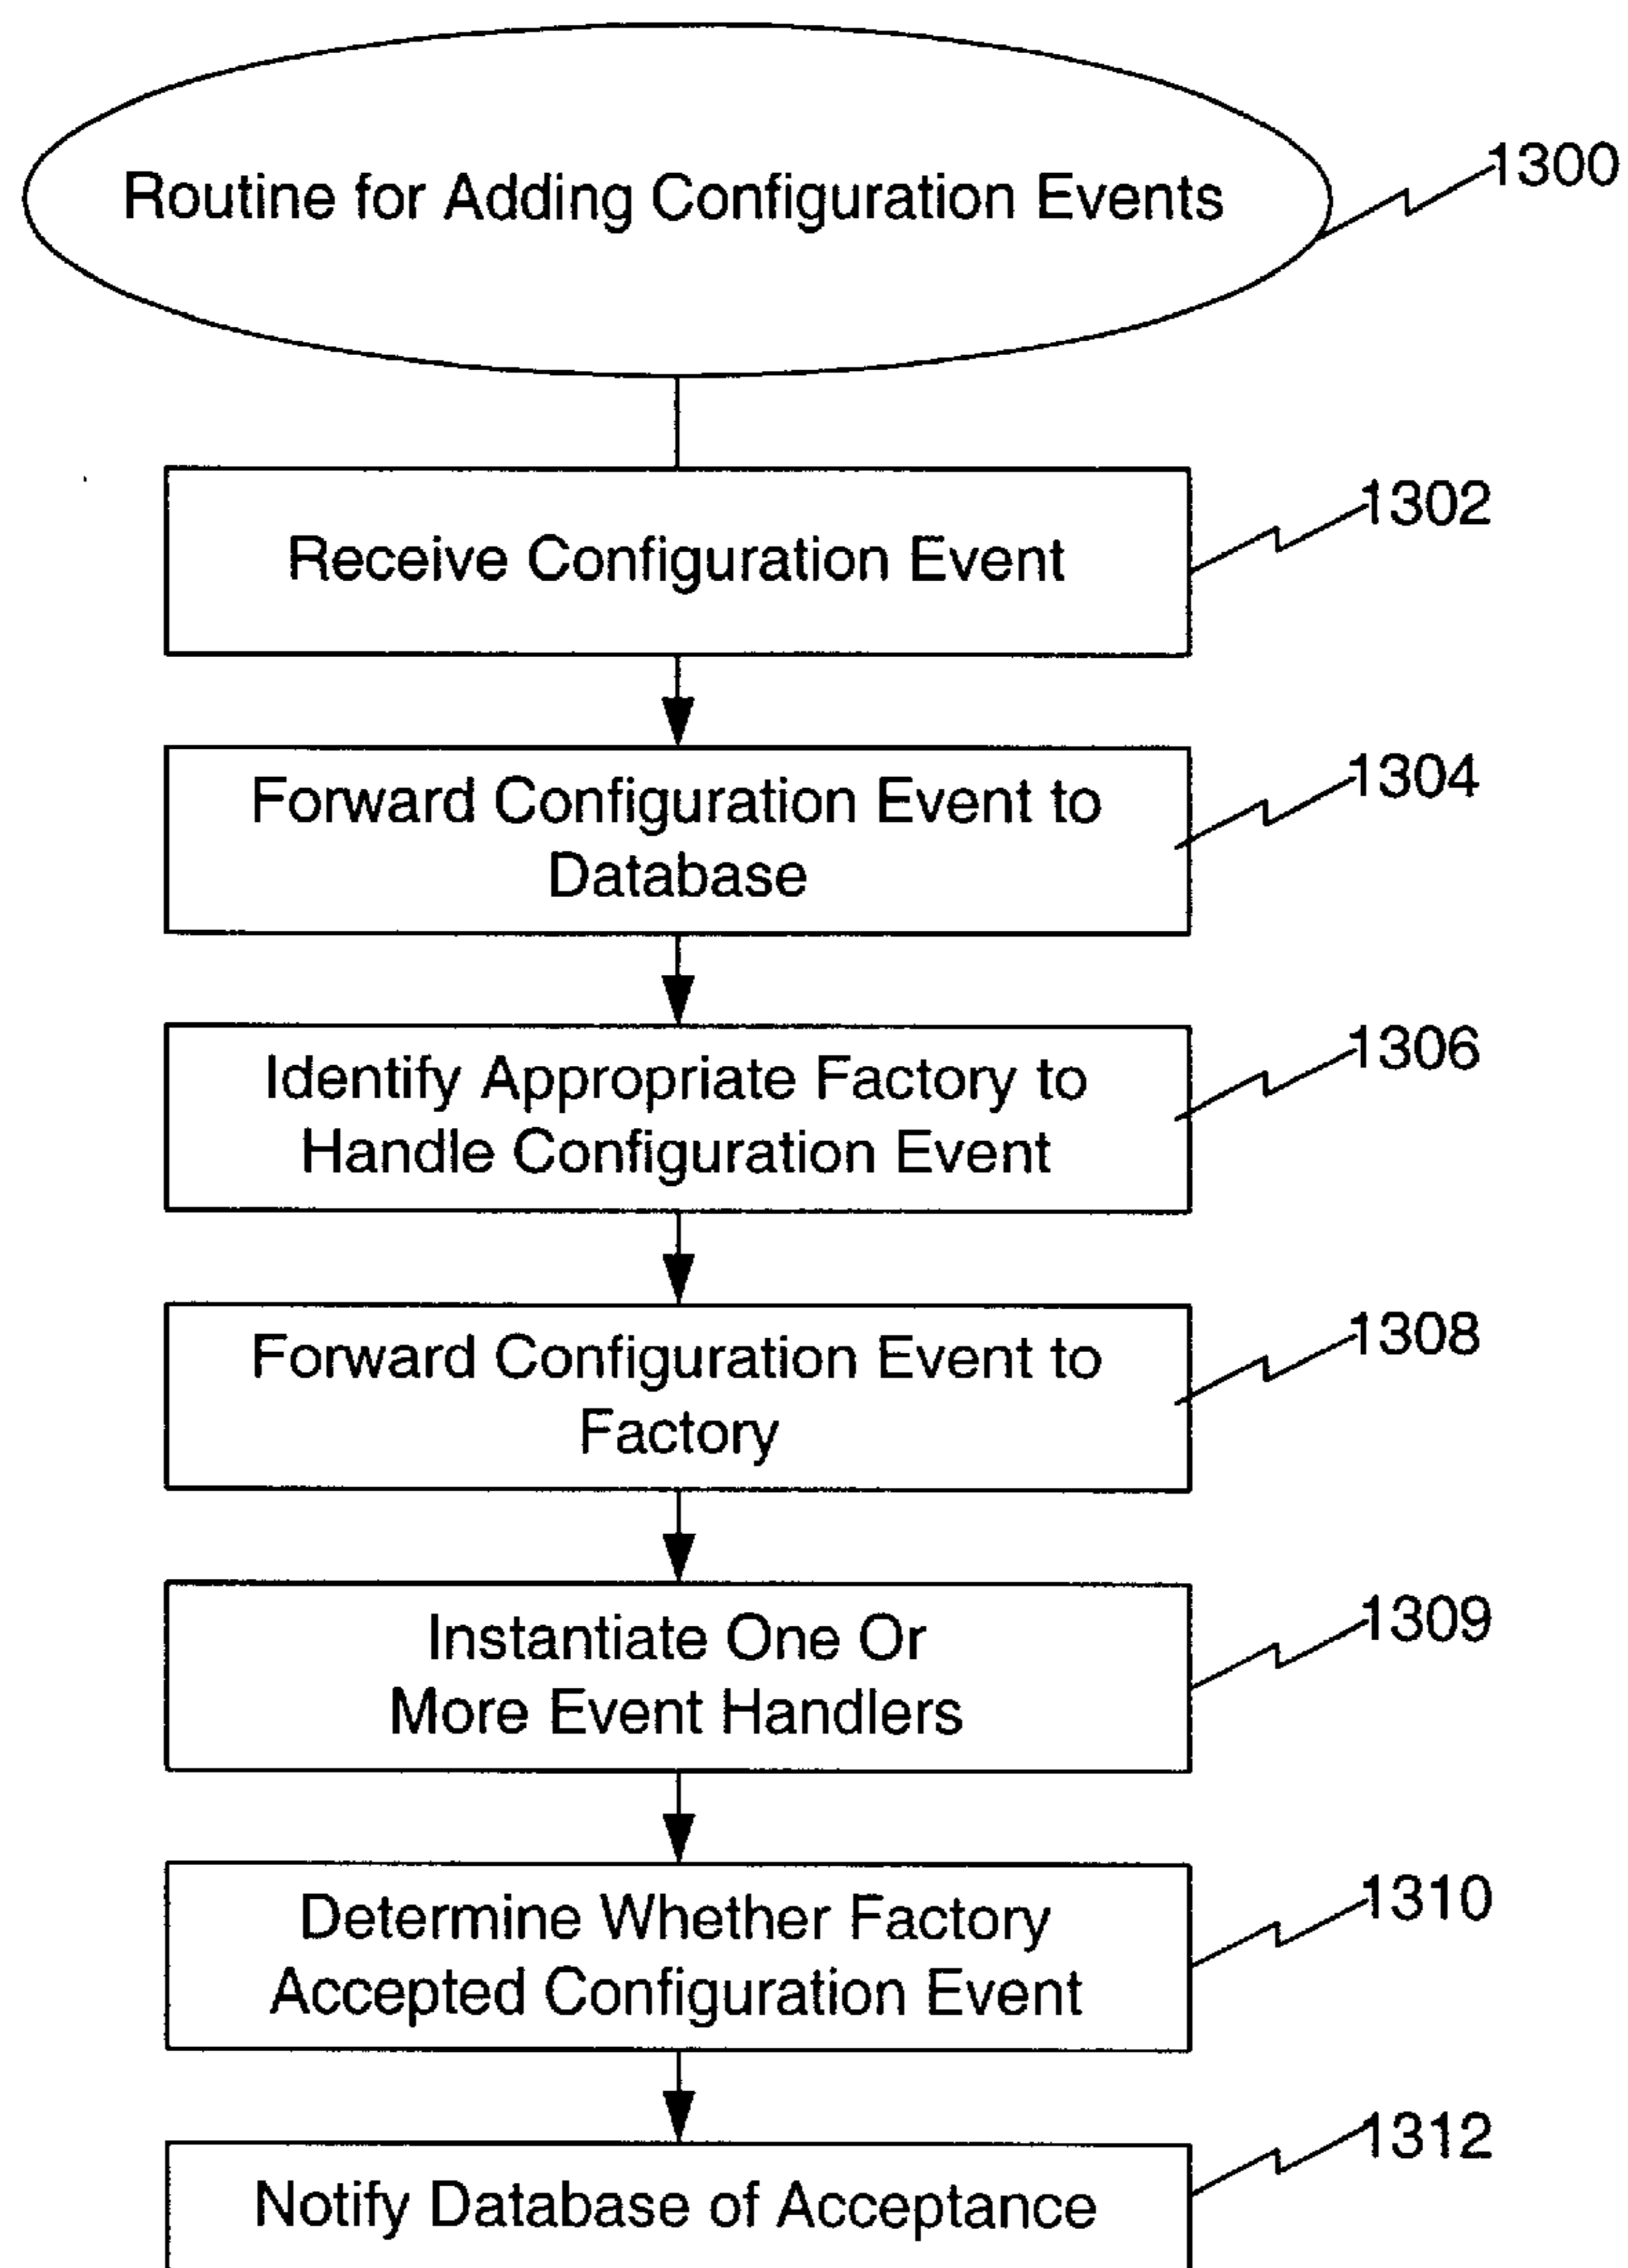 Routine for Adding Configuration Events
1300
Receive Configuration Event
1302
Forward Configuration Event to
Database
1304
Identify Appropriate Factory to
Handle Configuration Event
1306
Forward Configuration Event to
Factory
1308
Instantiate One Or
More Event Handlers
1309
Determine Whether Factory
Accepted Configuration Event
1310
Notify Database of Acceptance
1312